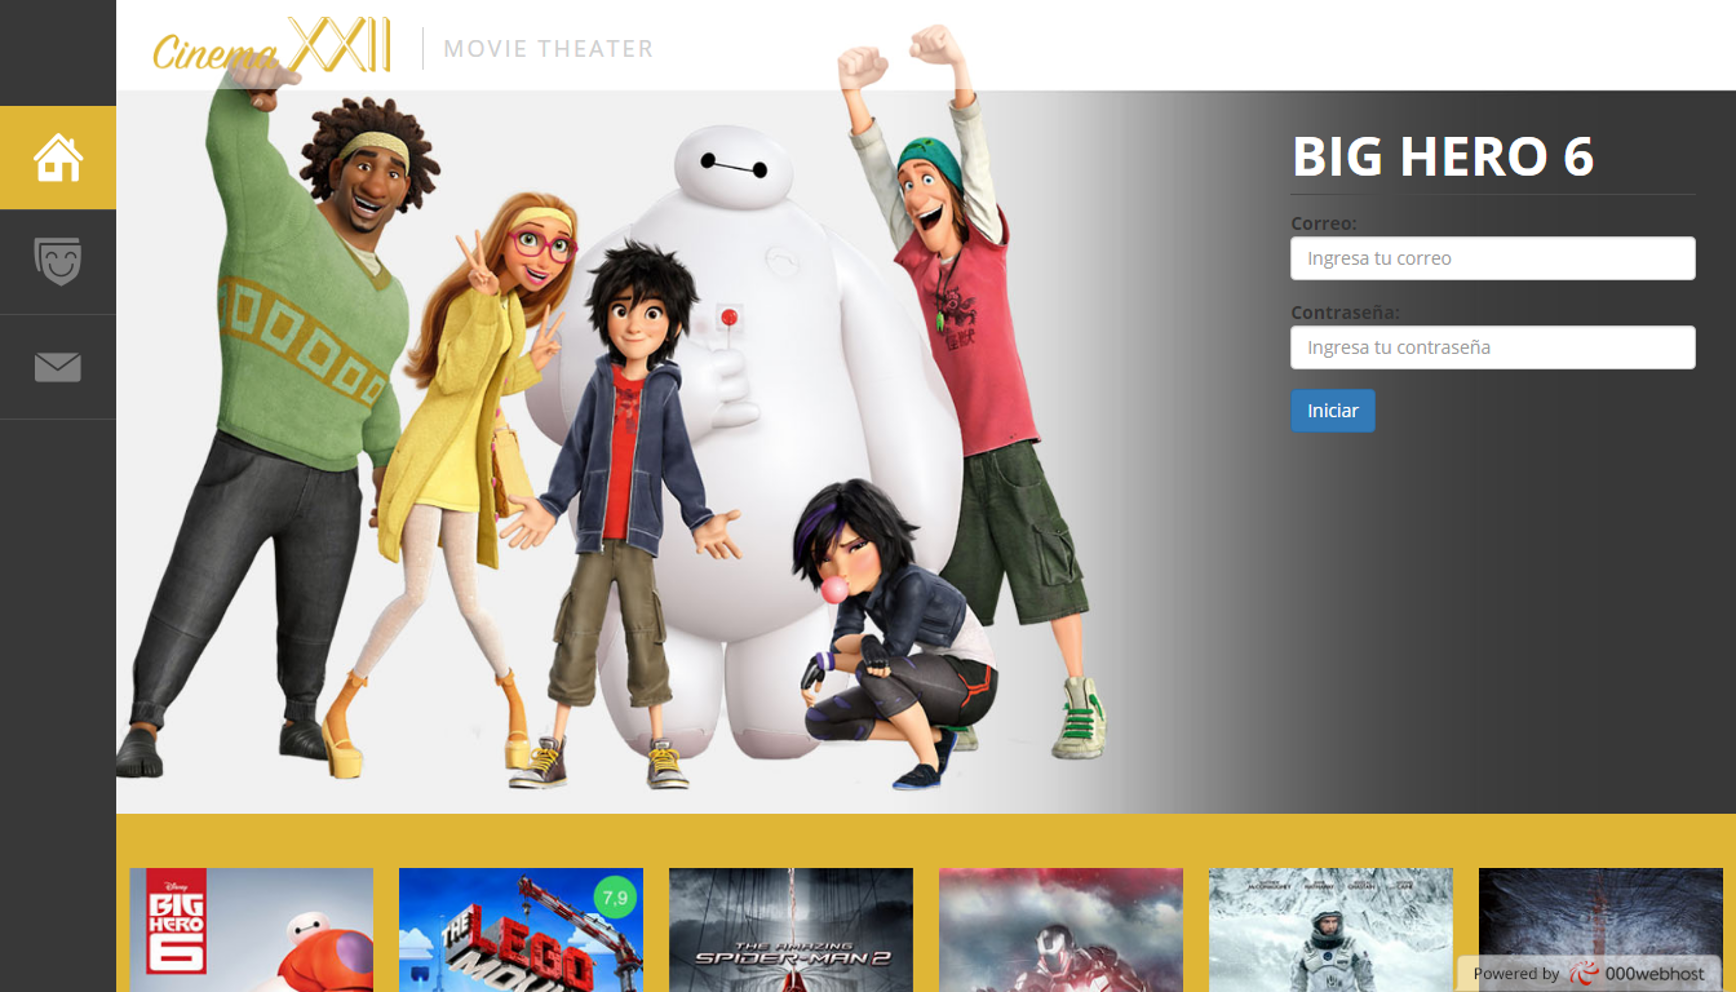 Cinema XXII
MOVIE THEATER
BIG HERO 6
Correo:
Ingresa tu correo
Contraseña:
Ingresa tu contraseña
Iniciar
Disney
BIG
HERO
6
7,9
THE LEGO
MOVIE
THE AMAZING
SPIDER-MAN 2
Powered by 000webhost